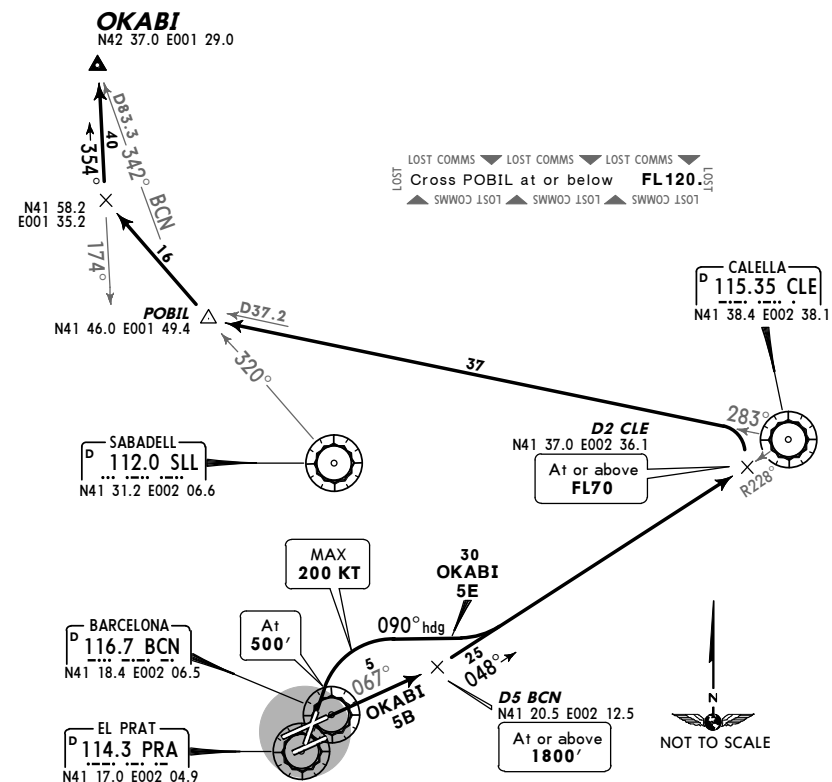 OKABI
N42 37.0 E001 29.0
D83.3
342° BCN
40
354°
LOST COMMS LOST COMMS LOST COMMS
LOST
Cross POBIL at or below FL120.
LOST
LOST COMMS LOST COMMS LOST COMMS
N41 58.2
E001 35.2
174°
16
CALELLA
D 115.35 CLE
N41 38.4 E002 38.1
POBIL
N41 46.0 E001 49.4
D37.2
320°
37
283°
D2 CLE
N41 37.0 E002 36.1
At or above
FL70
R228°
SABADELL
D 112.0 SLL
N41 31.2 E002 06.6
MAX
200 KT
30
OKABI
5E
090° hdg
At
500'
BARCELONA
D 116.7 BCN
N41 18.4 E002 06.5
5
067°
OKABI
5B
25
048°
D5 BCN
N41 20.5 E002 12.5
At or above
1800'
EL PRAT
D 114.3 PRA
N41 17.0 E002 04.9
N
NOT TO SCALE